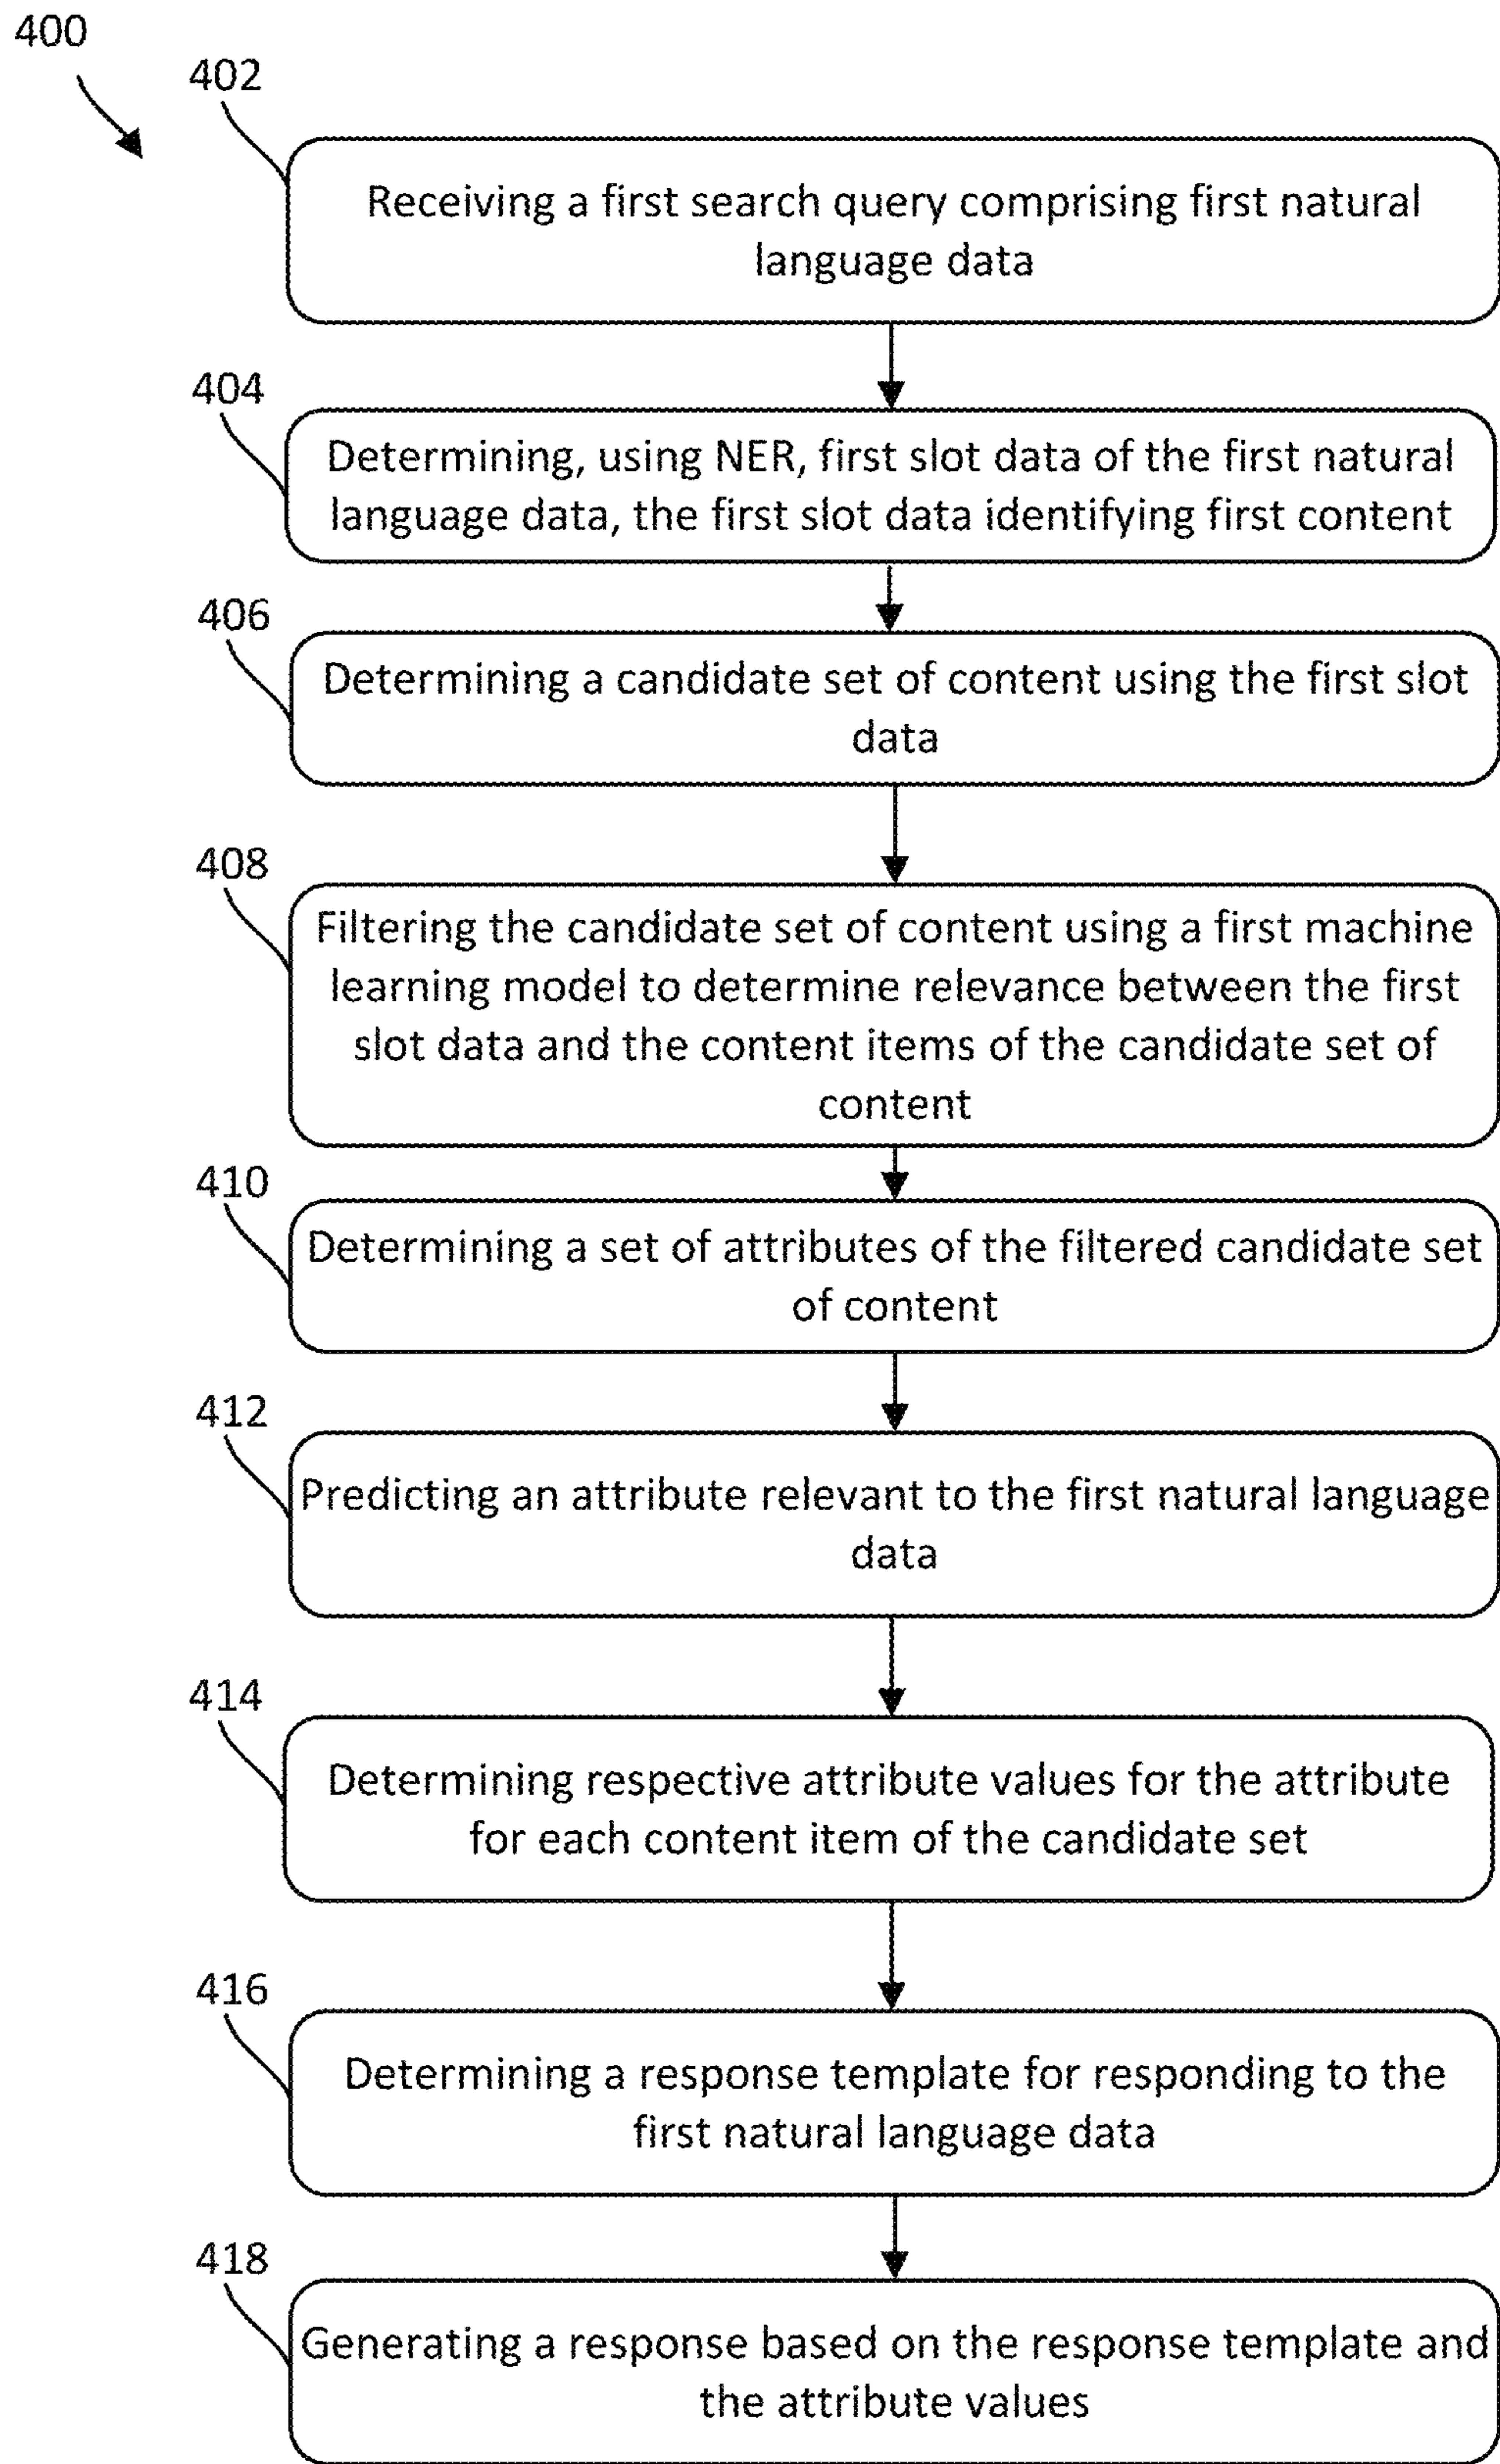 400
402
Receiving a first search query comprising first natural
language data
404
Determining, using NER, first slot data of the first natural
language data, the first slot data identifying first content
406
Determining a candidate set of content using the first slot
data
408
Filtering the candidate set of content using a first machine
learning model to determine relevance between the first
slot data and the content items of the candidate set of
content
410
Determining a set of attributes of the filtered candidate set
of content
412
Predicting an attribute relevant to the first natural language
data
414
Determining respective attribute values for the attribute
for each content item of the candidate set
416
Determining a response template for responding to the
first natural language data
418
Generating a response based on the response template and
the attribute values